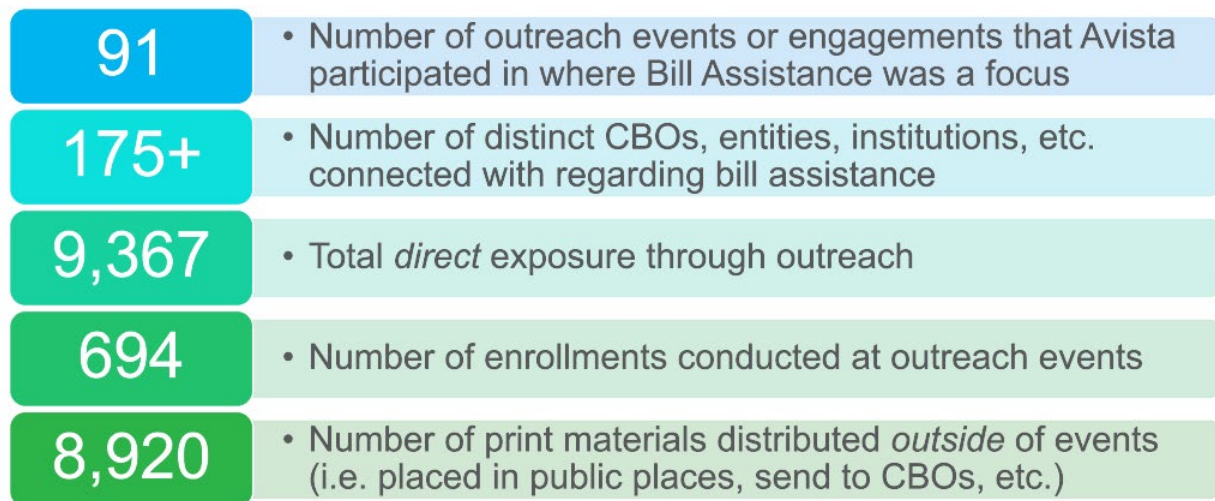 91
• Number of outreach events or engagements that Avista
participated in where Bill Assistance was a focus
175+
• Number of distinct CBOs, entities, institutions, etc.
connected with regarding bill assistance
9,367
• Total direct exposure through outreach
694
• Number of enrollments conducted at outreach events
8,920
• Number of print materials distributed outside of events
(i.e. placed in public places, send to CBOs, etc.)